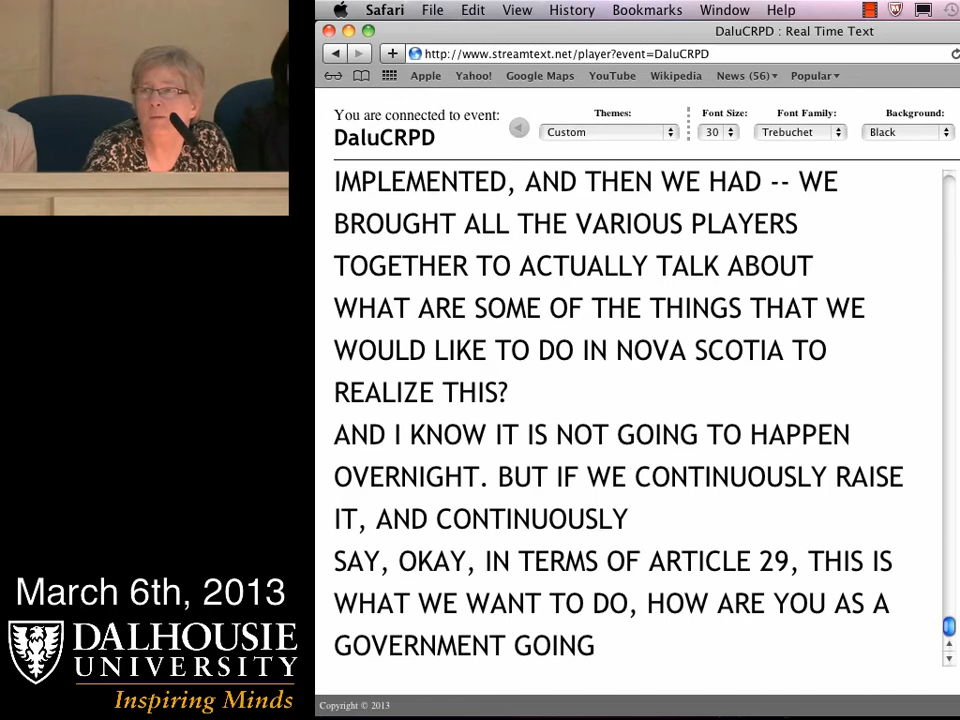 Safari File Edit View History Bookmarks Window Help
DaluCRPD : Real Time Text
http://www.streamtext.net/player?event=DaluCRPD
Apple Yahoo! Google Maps YouTube Wikipedia News (56) Popular
You are connected to event:
DaluCRPD
Themes:
Custom
Font Size:
30
Font Family:
Trebuchet
Background:
Black
IMPLEMENTED, AND THEN WE HAD -- WE
BROUGHT ALL THE VARIOUS PLAYERS
TOGETHER TO ACTUALLY TALK ABOUT
WHAT ARE SOME OF THE THINGS THAT WE
WOULD LIKE TO DO IN NOVA SCOTIA TO
REALIZE THIS?
AND I KNOW IT IS NOT GOING TO HAPPEN
OVERNIGHT. BUT IF WE CONTINUOUSLY RAISE
IT, AND CONTINUOUSLY
SAY, OKAY, IN TERMS OF ARTICLE 29, THIS IS
WHAT WE WANT TO DO, HOW ARE YOU AS A
GOVERNMENT GOING
Copyright © 2013
March 6th, 2013
DALHOUSIE
UNIVERSITY
Inspiring Minds